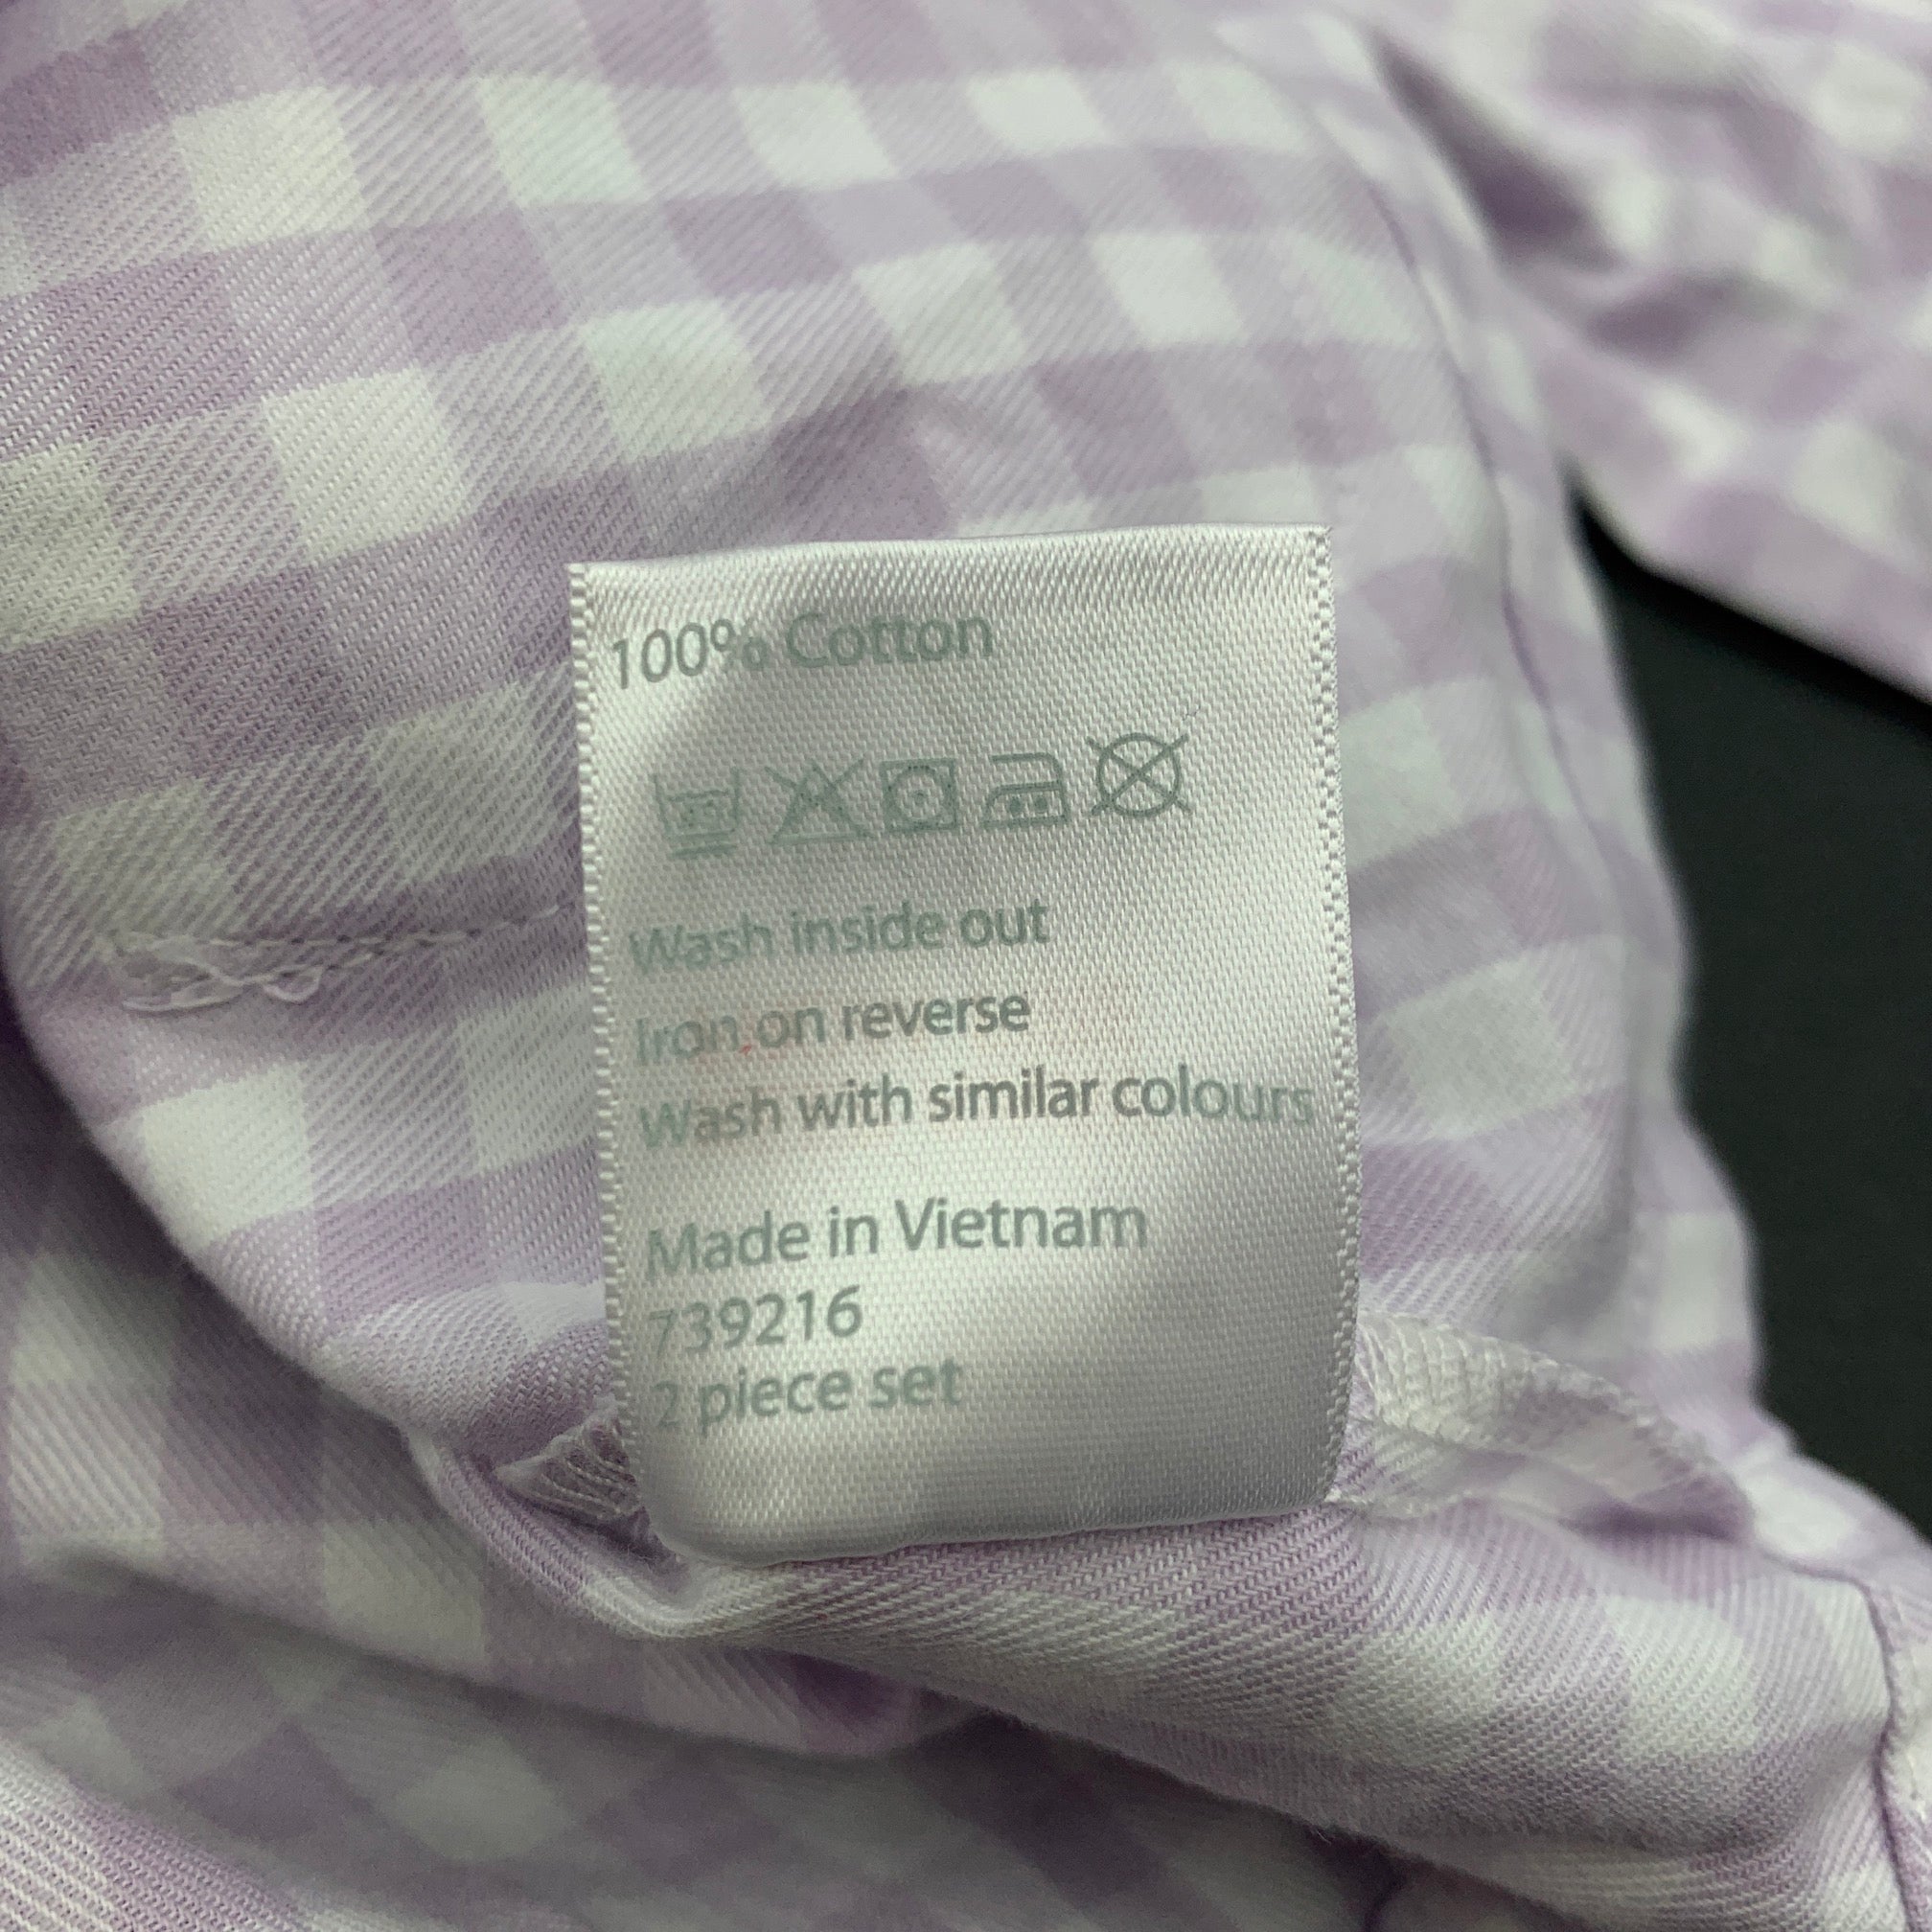 100% Cotton
Wash inside out
Iron on reverse
Wash with similar colours
Made in Vietnam
739216
2 piece set